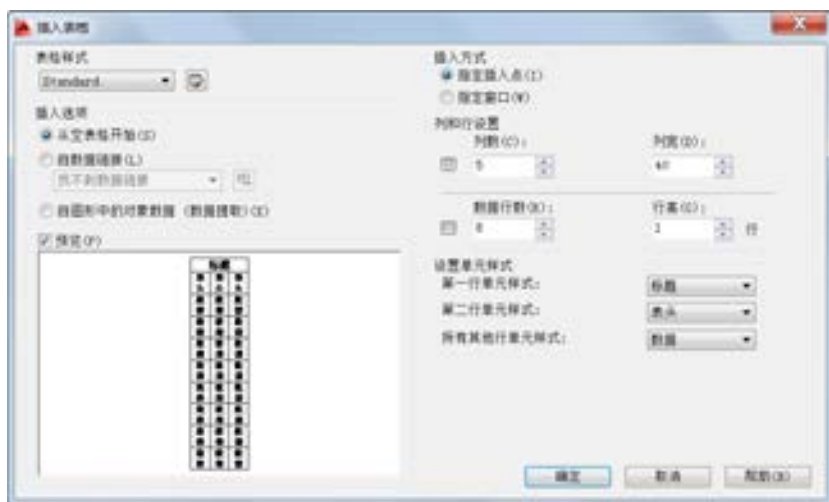 插入表格
表格样式
Standard
插入选项
从空表格开始(S)
自数据链接(L)
找不到数据链接
自图形中的对象数据 (数据提取)(X)
预览(P)
标题
插入方式
指定插入点(I)
指定窗口(W)
列和行设置
列数(C): 列宽(D):
5
数据行数(R): 行高(G):
1 行
设置单元样式
第一行单元样式: 标题
第二行单元样式: 表头
所有其他行单元样式: 数据
确定 取消 帮助(H)